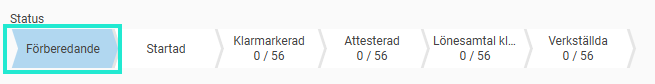 Status
Förberedande
Startad
Klarmarkerad
0 / 56
Attesterad
0 / 56
Lönesamtal kl...
0 / 56
Verkställda
0 / 56